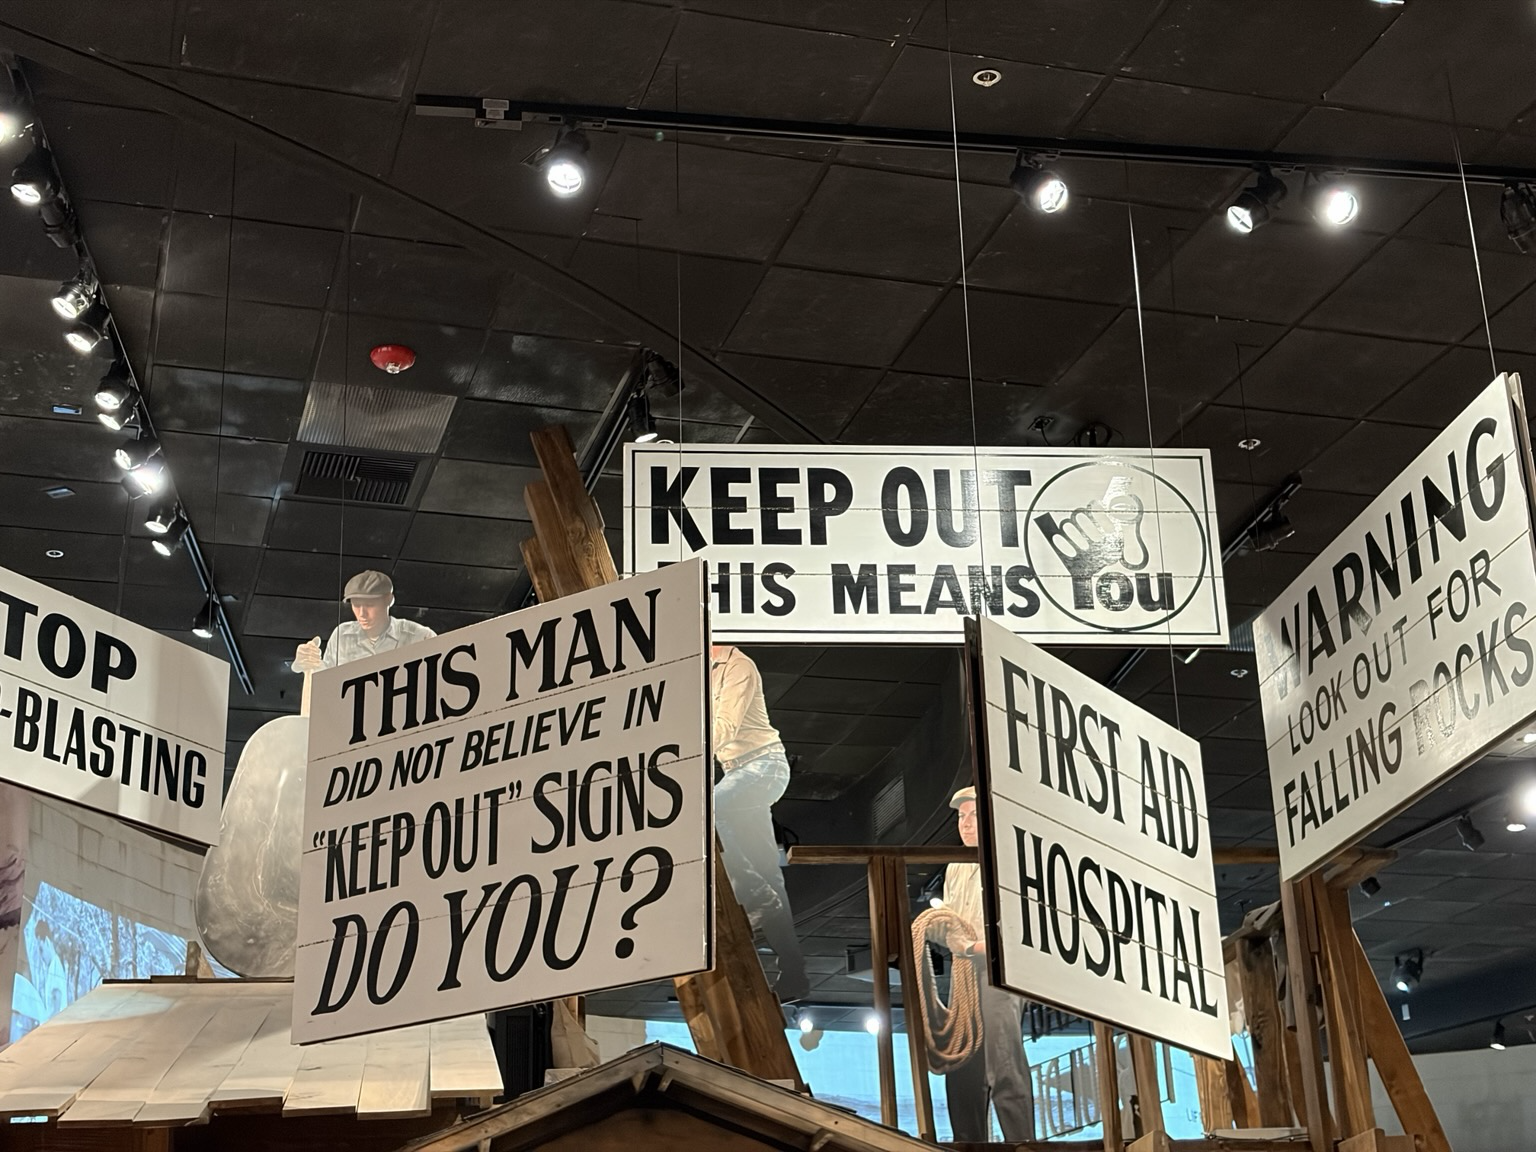 TOP
-BLASTING
THIS MAN
DID NOT BELIEVE IN
"KEEP OUT" SIGNS
DO YOU?
KEEP OUT
THIS MEANS YOU
FIRST AID
HOSPITAL
WARNING
LOOK OUT FOR
FALLING ROCKS